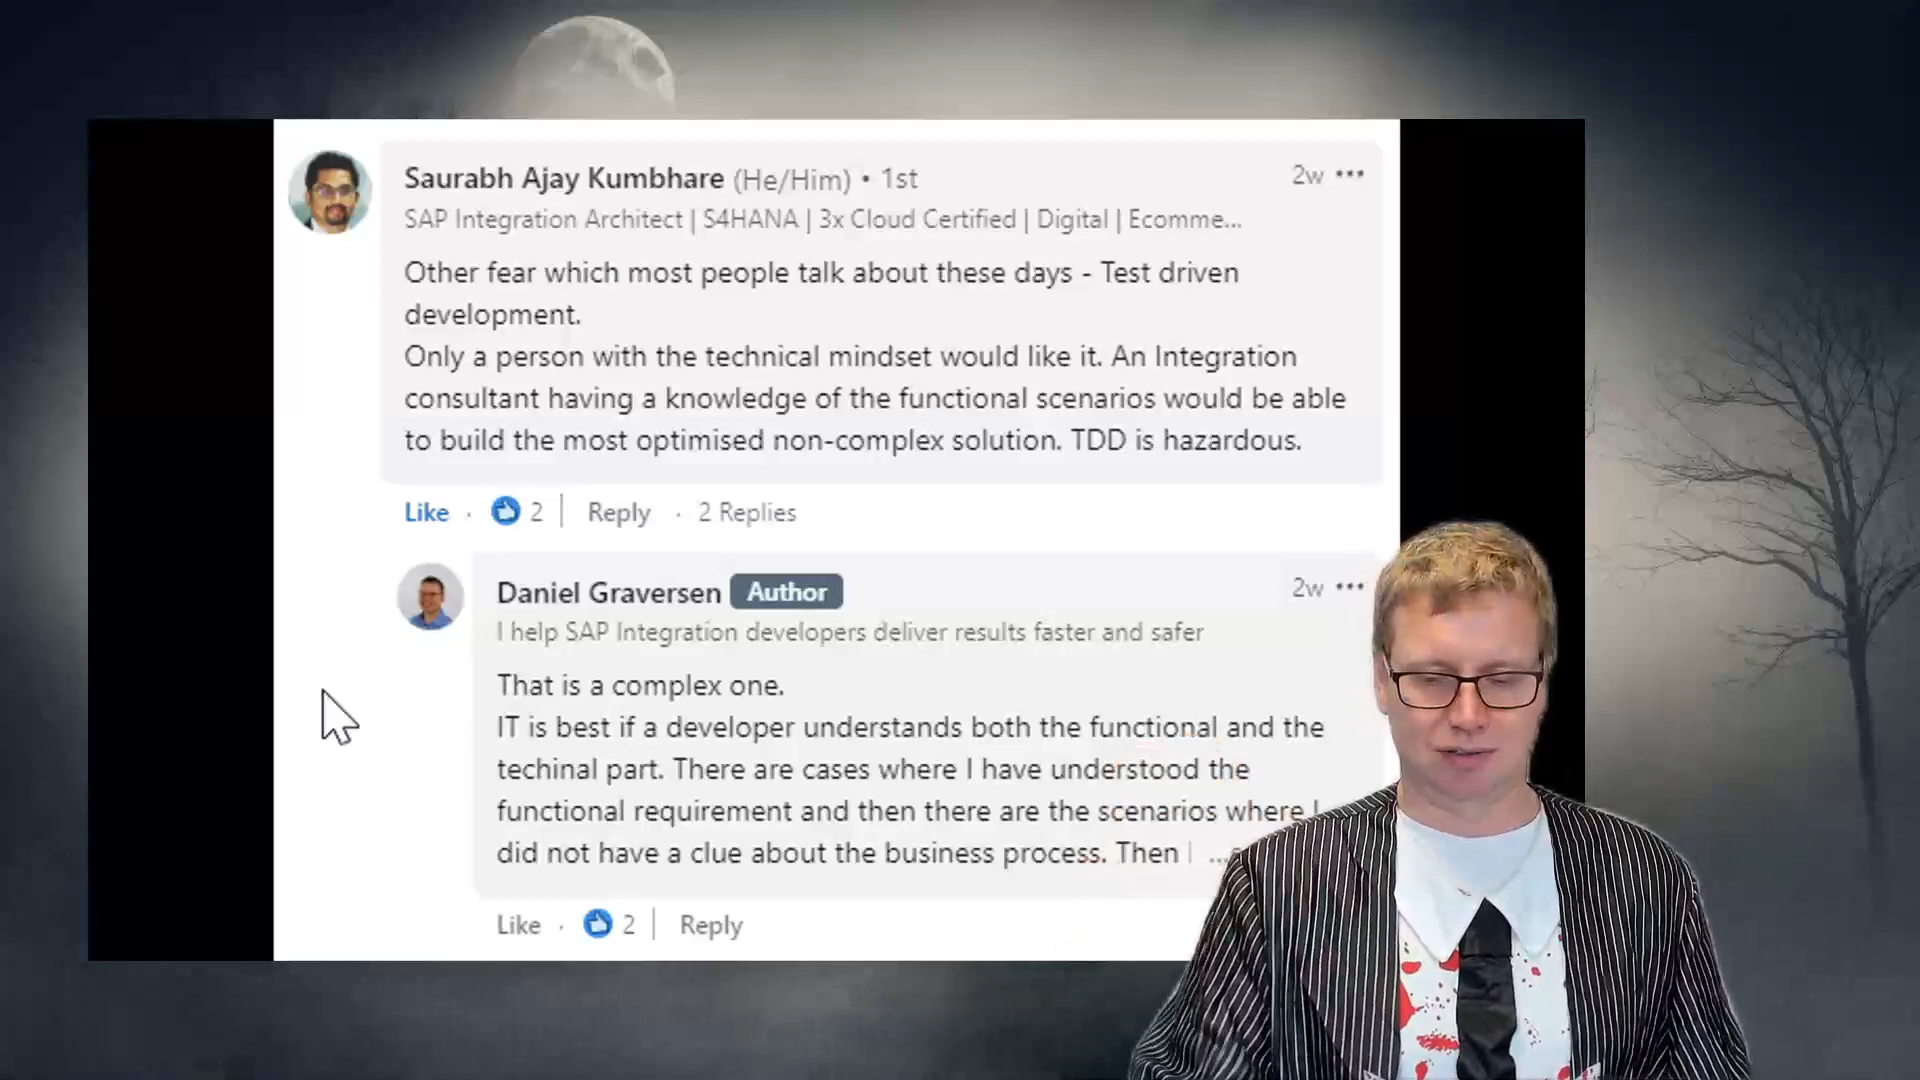 Saurabh Ajay Kumbhare (He/Him) • 1st
2w •••
SAP Integration Architect | S4HANA | 3x Cloud Certified | Digital | Ecomme...
Other fear which most people talk about these days - Test driven
development.
Only a person with the technical mindset would like it. An Integration
consultant having a knowledge of the functional scenarios would be able
to build the most optimised non-complex solution. TDD is hazardous.
Like · 2 | Reply · 2 Replies
Daniel Graversen Author
2w •••
I help SAP Integration developers deliver results faster and safer
That is a complex one.
IT is best if a developer understands both the functional and the
techinal part. There are cases where I have understood the
functional requirement and then there are the scenarios where I
did not have a clue about the business process. Then I ...
Like · 2 | Reply